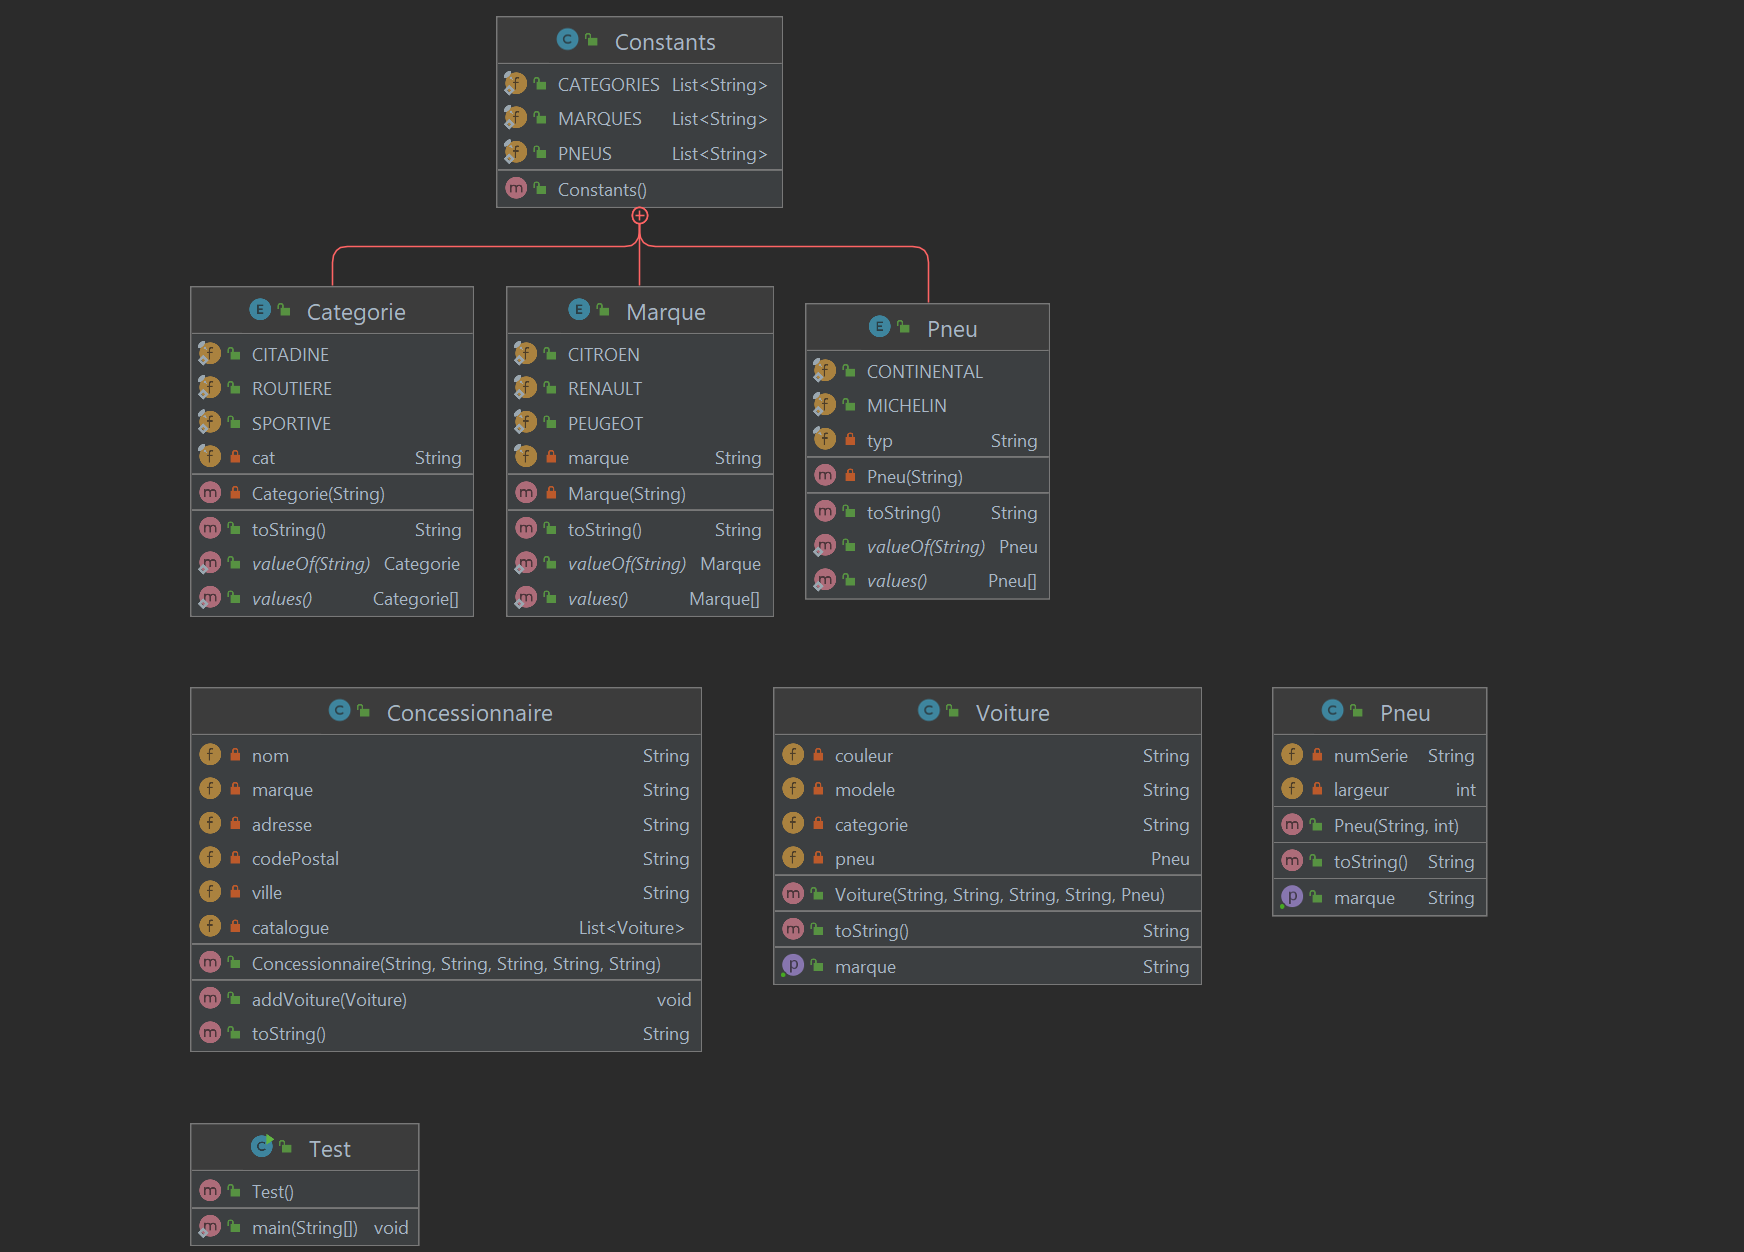 Constants
CATEGORIES List<String>
MARQUES List<String>
PNEUS List<String>
Constants()
Categorie
CITADINE
ROUTIERE
SPORTIVE
cat String
Categorie(String)
toString() String
valueOf(String) Categorie
values() Categorie[]
Marque
CITROEN
RENAULT
PEUGEOT
marque String
Marque(String)
toString() String
valueOf(String) Marque
values() Marque[]
Pneu
CONTINENTAL
MICHELIN
typ String
Pneu(String)
toString() String
valueOf(String) Pneu
values() Pneu[]
Concessionnaire
nom String
marque String
adresse String
codePostal String
ville String
catalogue List<Voiture>
Concessionnaire(String, String, String, String, String)
addVoiture(Voiture) void
toString() String
Voiture
couleur String
modele String
categorie String
pneu Pneu
Voiture(String, String, String, String, Pneu)
toString() String
marque String
Pneu
numSerie String
largeur int
Pneu(String, int)
toString() String
marque String
Test
Test()
main(String[]) void